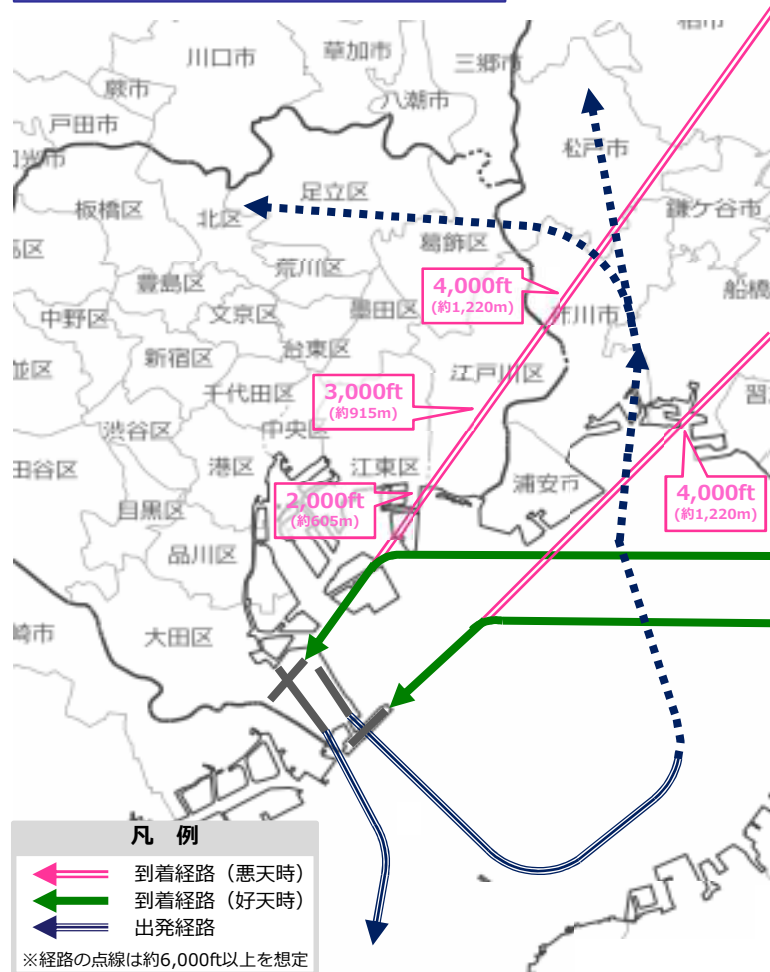 川口市
草加市
三郷市
蕨市
八潮市
戸田市
松戸市
足立区
板橋区
北区
鎌ケ谷市
葛飾区
荒川区
4,000ft
(約1,220m)
豊島区
船橋
中野区
文京区
墨田区
市川市
台東区
新宿区
並区
3,000ft
(約915m)
江戸川区
千代田区
習
渋谷区
中央区
田谷区
港区
江東区
2,000ft
(約605m)
浦安市
4,000ft
(約1,220m)
目黒区
品川区
崎市
大田区
凡 例
到着経路（悪天時）
到着経路（好天時）
出発経路
※経路の点線は約6,000ft以上を想定